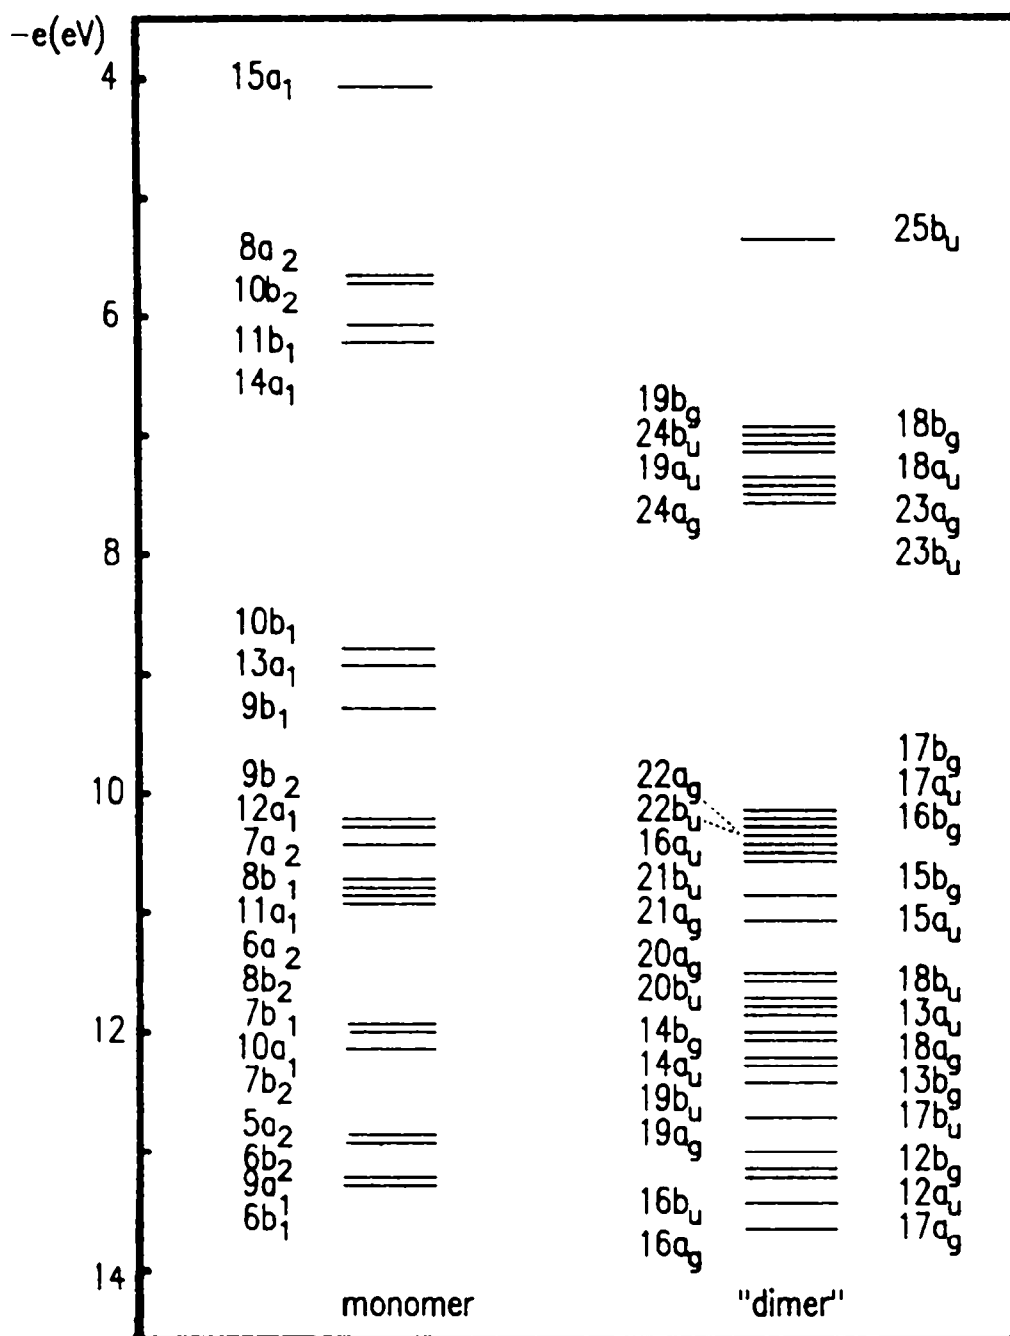 -e(eV)
4
6
8
10
12
14
15a1
8a2
10b2
11b1
14a1
10b1
13a1
9b1
9b2
12a1
7a2
8b1
11a1
6a2
8b2
7b1
10a1
7b2
5a2
6b2
9a1
6b1
monomer
19bg
24bu
19au
24ag
22ag
22bu
16au
21bu
21ag
20ag
20bu
14bg
14au
19bu
19ag
16bu
16ag
"dimer"
25bu
18bg
18au
23ag
23bu
17bg
17au
16bg
15bg
15au
18bu
13au
18ag
13bg
17bu
12bg
12au
17ag